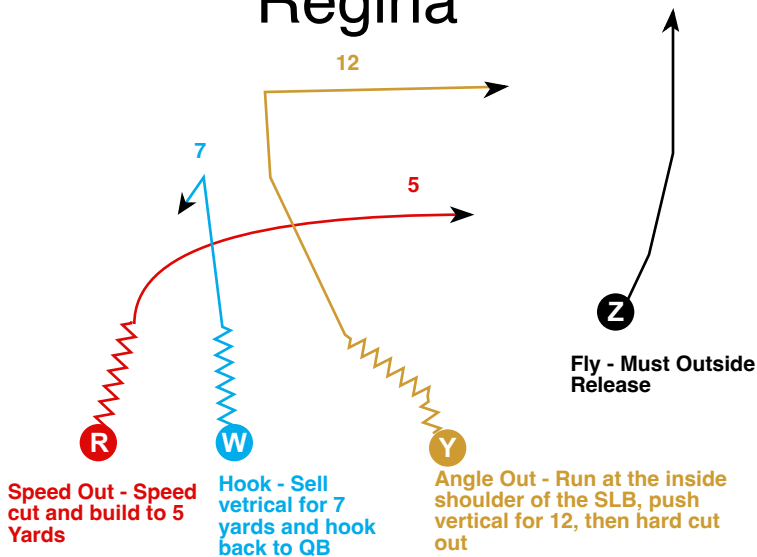 Regina
12
7
5
Z
Fly - Must Outside
Release
R
W
Y
Speed Out - Speed
cut and build to 5
Yards
Hook - Sell
vetrical for 7
yards and hook
back to QB
Angle Out - Run at the inside
shoulder of the SLB, push
vertical for 12, then hard cut
out